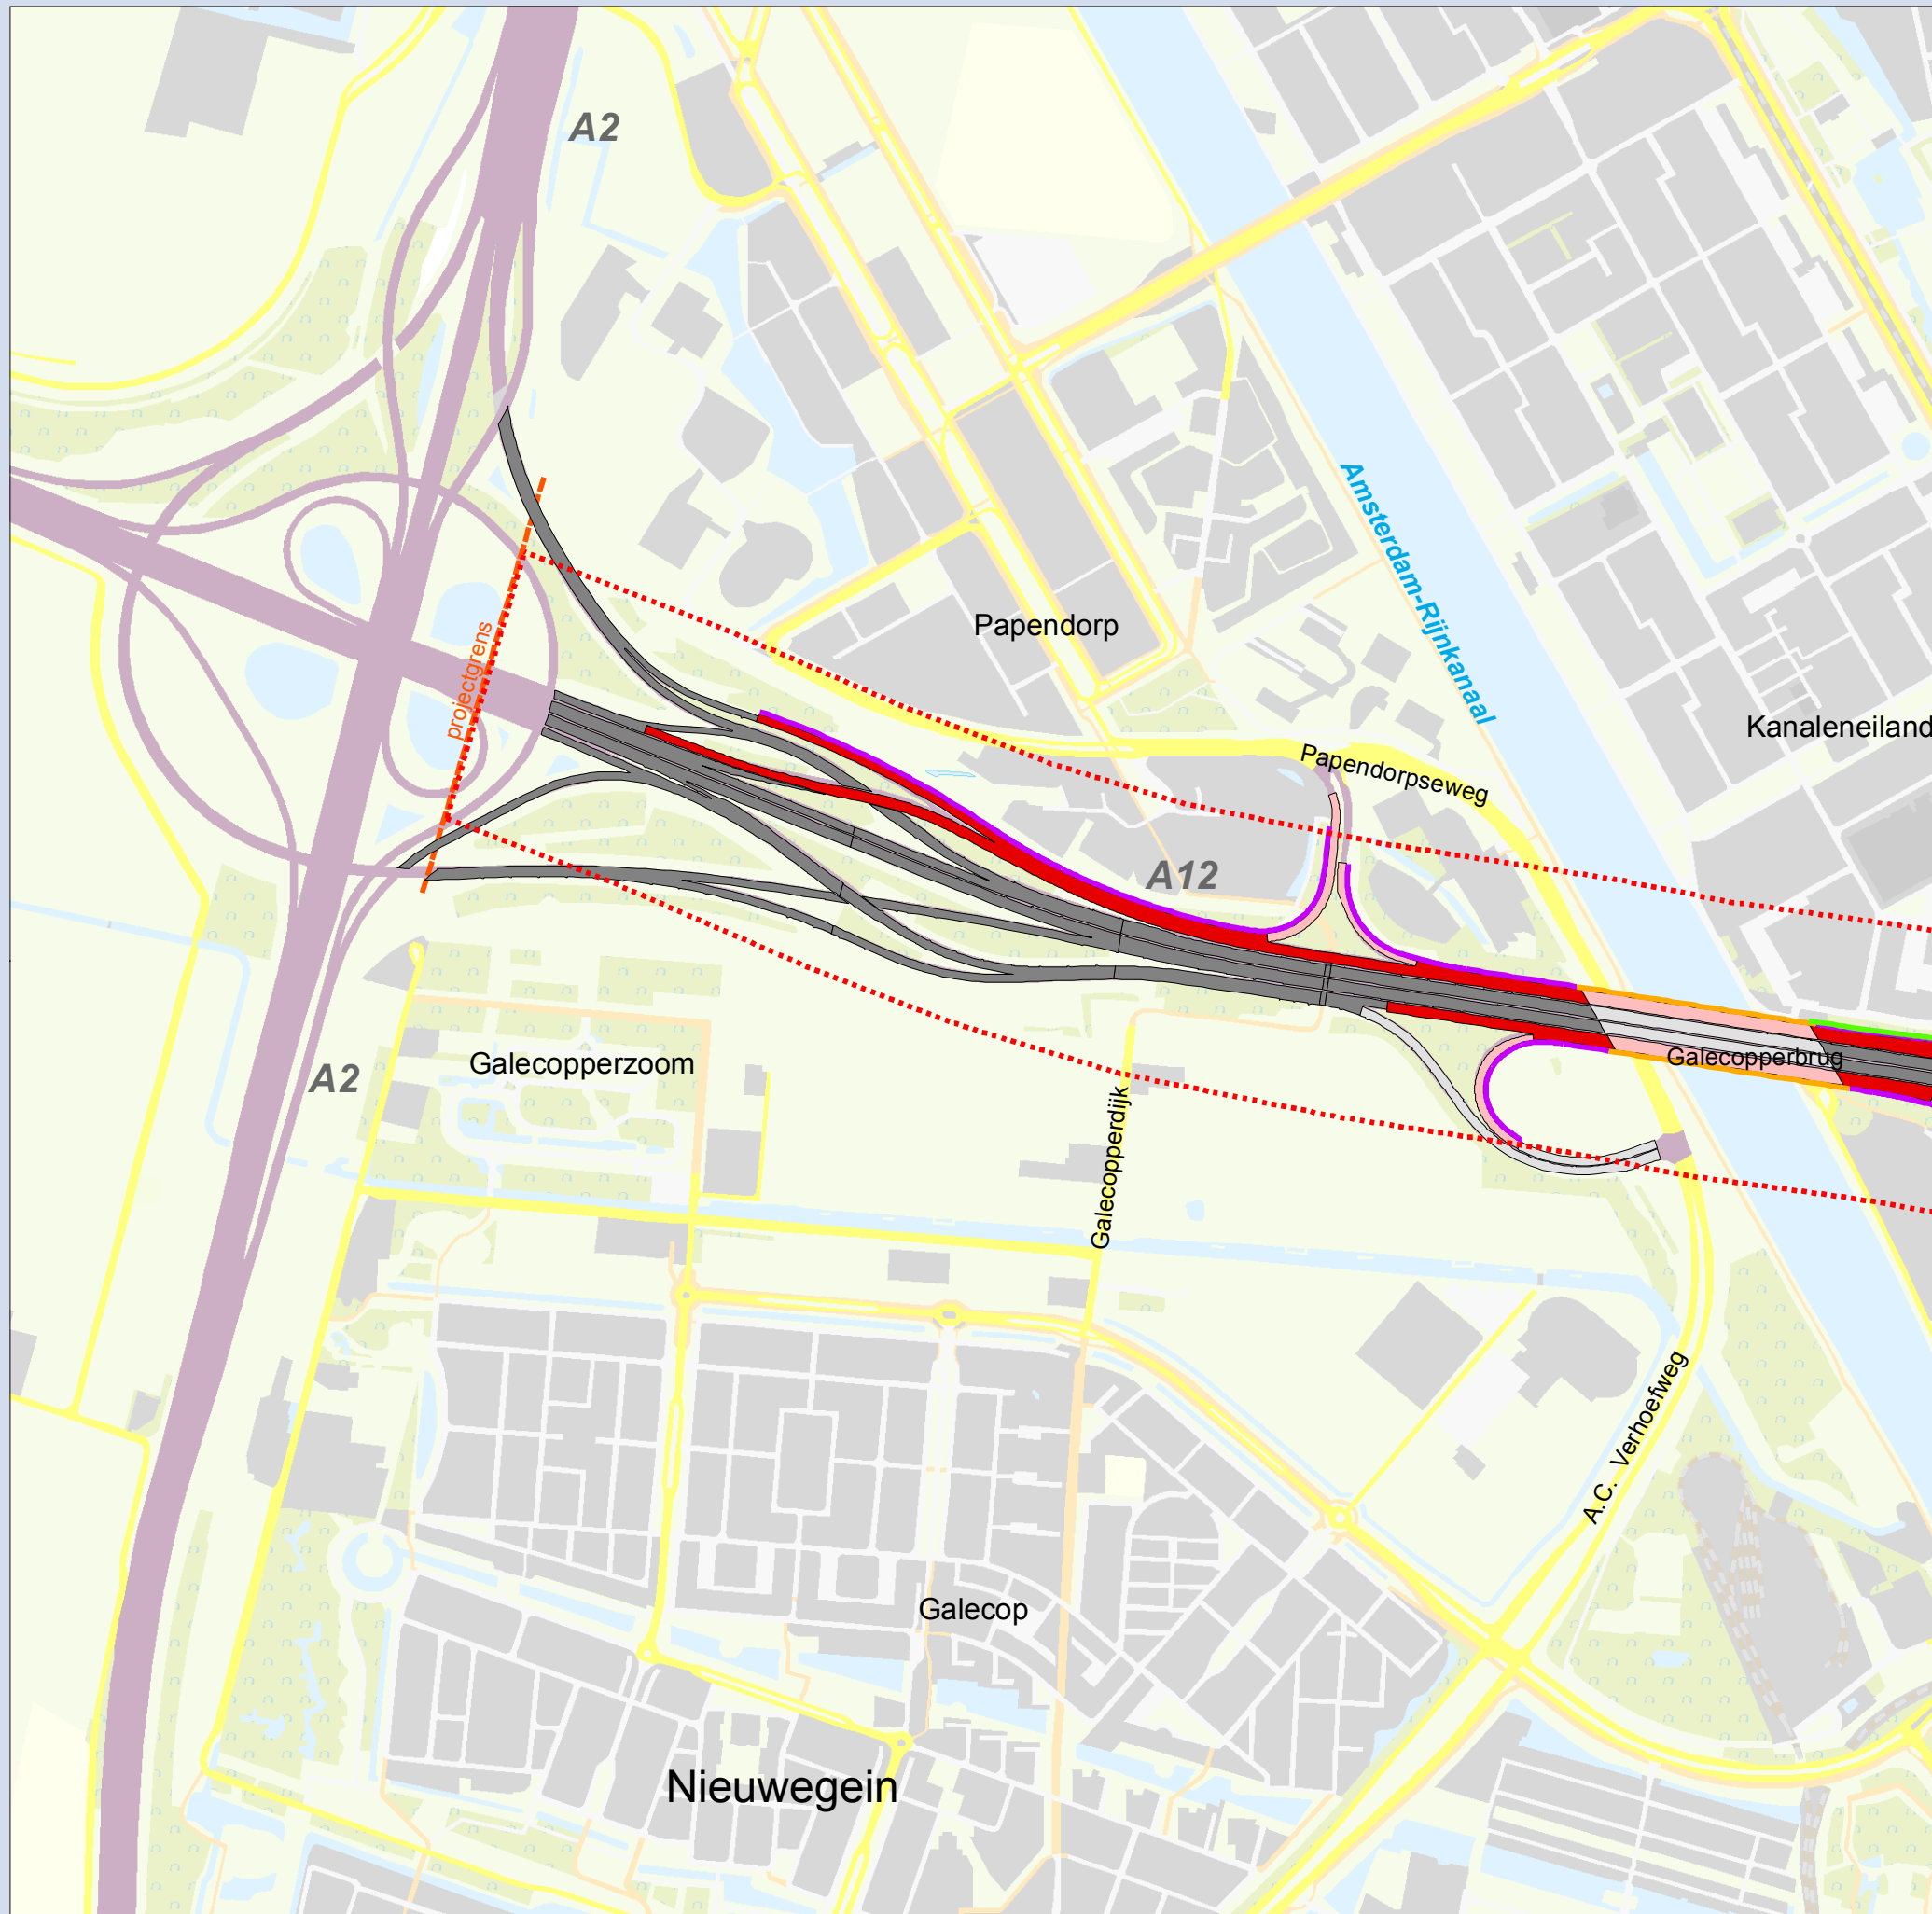 A2
Amsterdam-Rijnkanaal
Papendorp
projectgrens
Kanaleneiland
Papendorpseweg
A12
Galecopperbrug
Galecopperzoom
A2
Galecopperdijk
A.C. Verhoefweg
Galecop
Nieuwegein